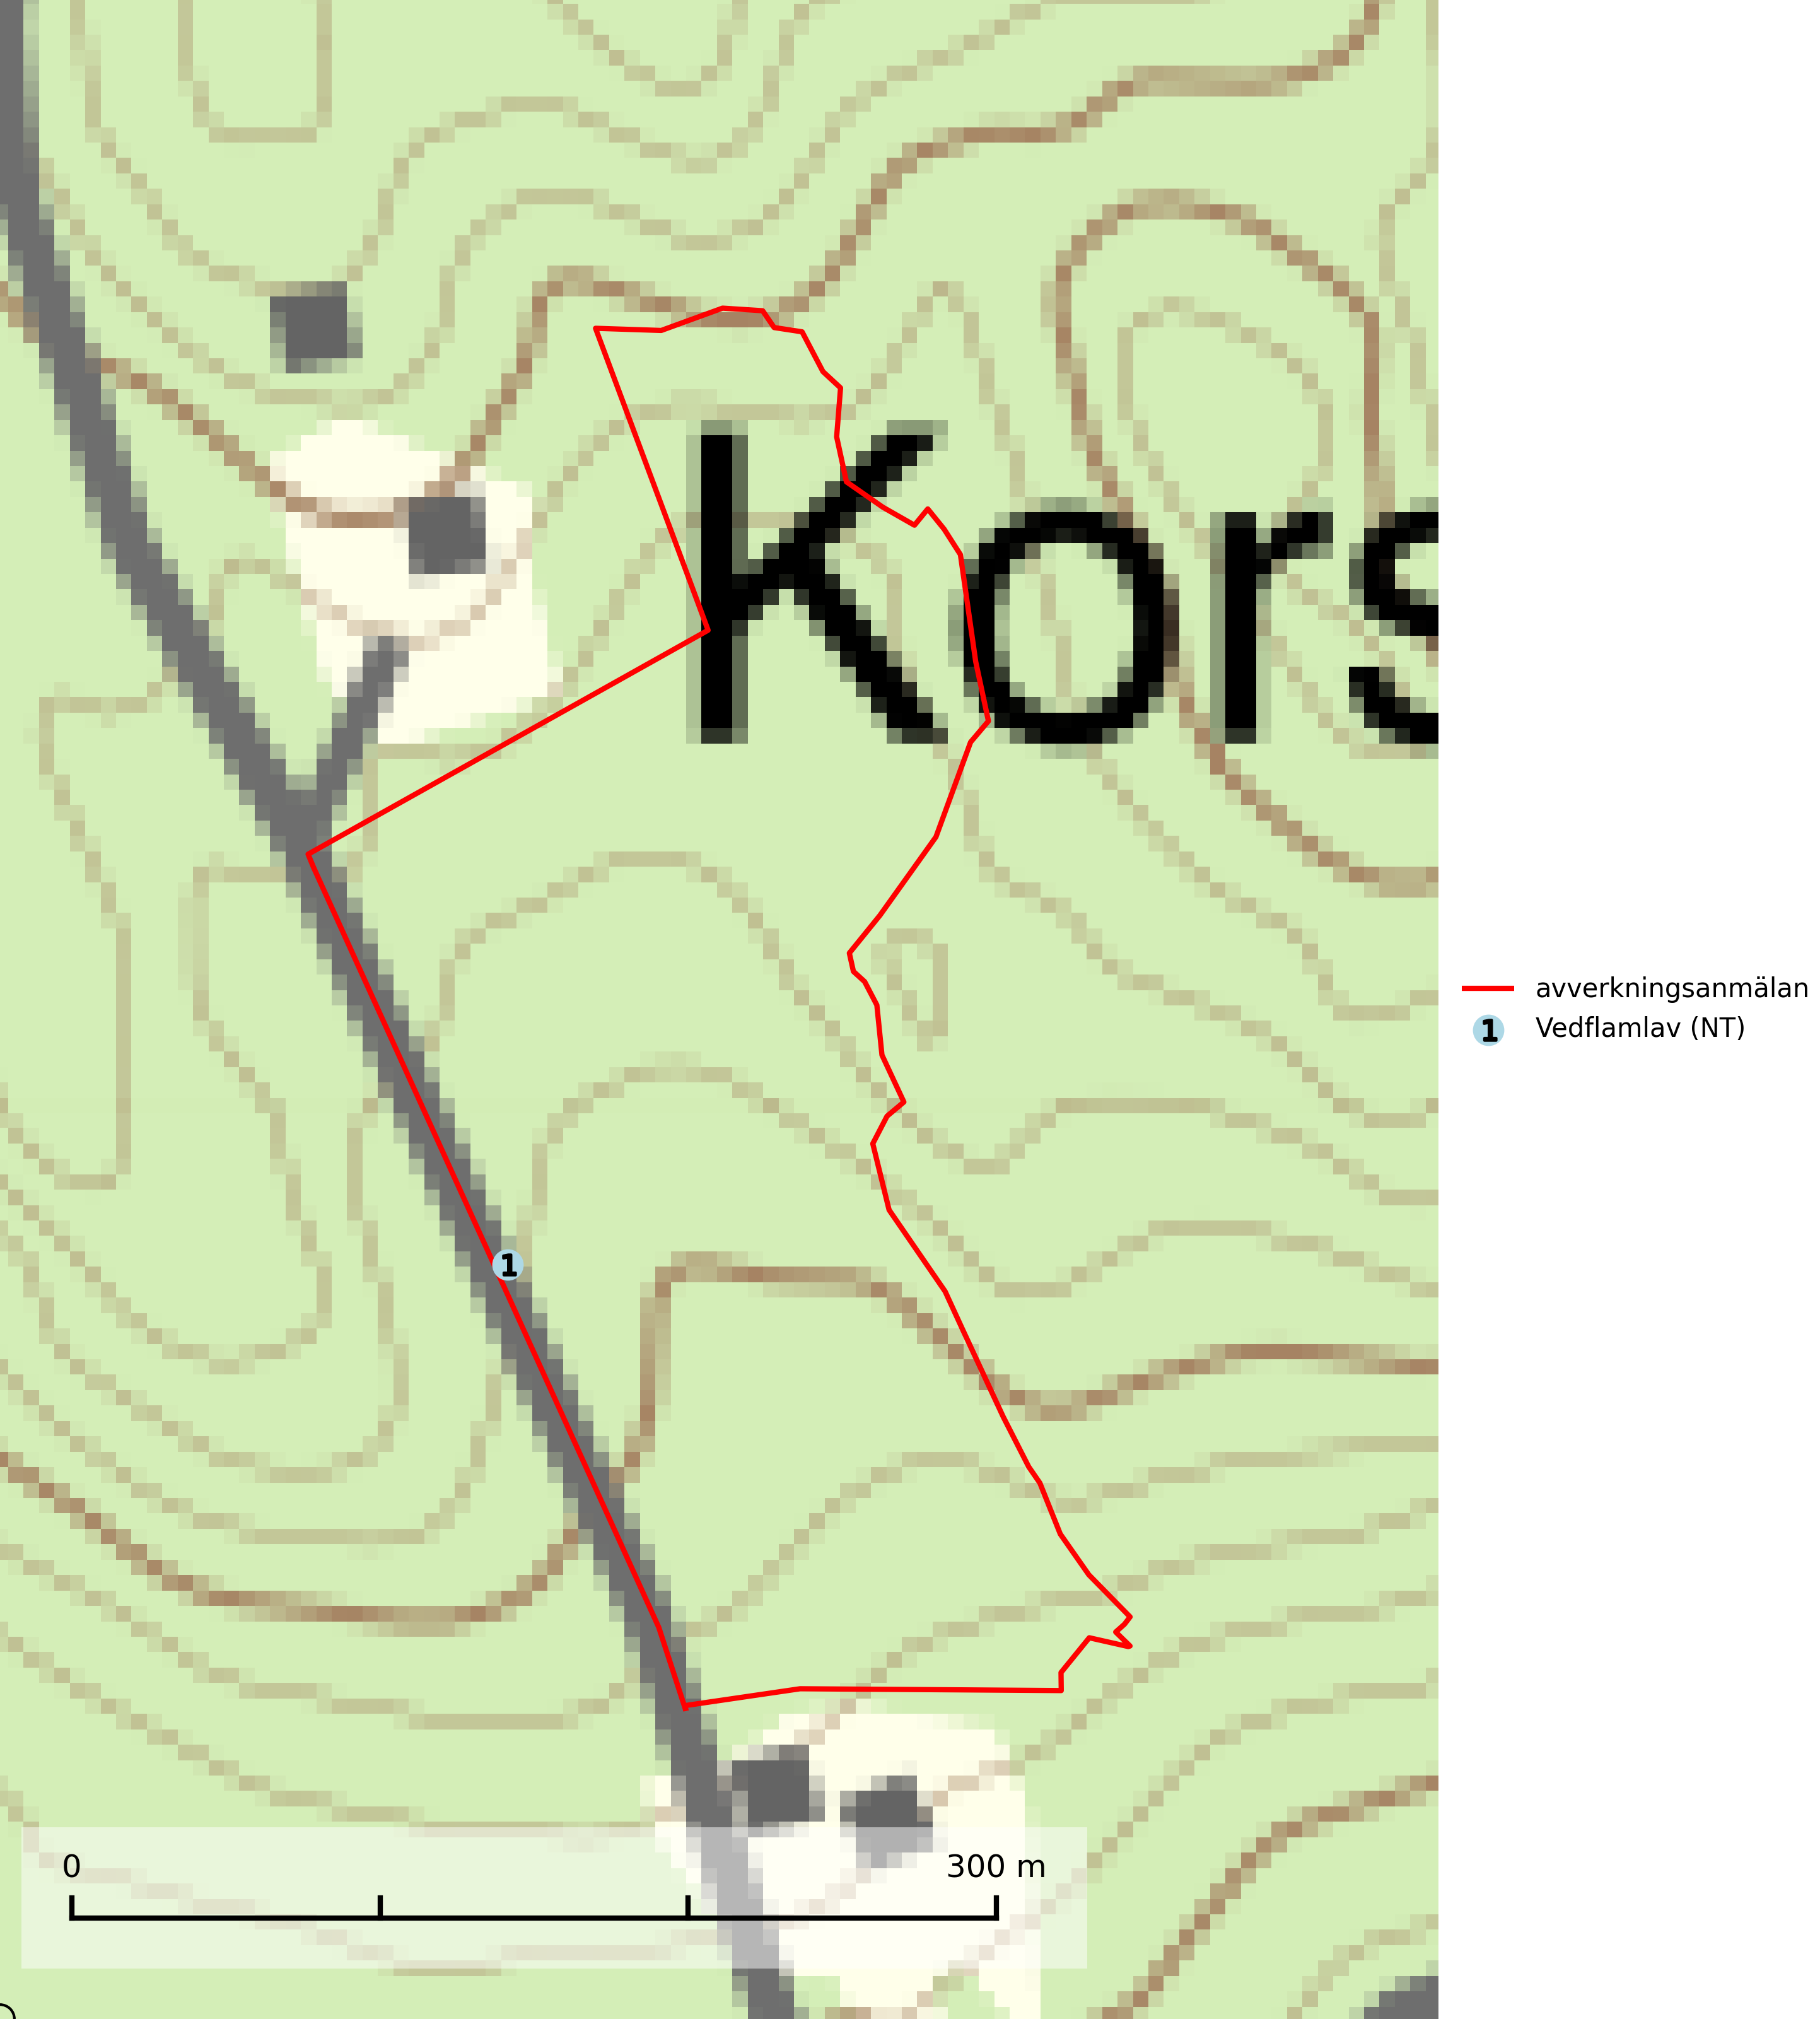 Kors
avverkningsanmälan
1 Vedflamlav (NT)
1
0 300 m